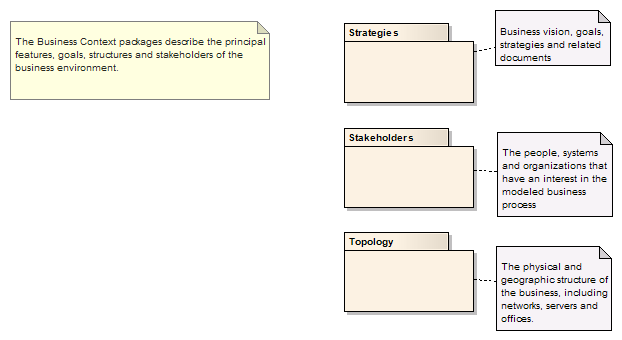 The Business Context packages describe the principal
features, goals, structures and stakeholders of the
business environment.
Strategies
Business vision, goals,
strategies and related
documents
Stakeholders
The people, systems
and organizations that
have an interest in the
modeled business
process
Topology
The physical and
geographic structure of
the business, including
networks, servers and
offices.